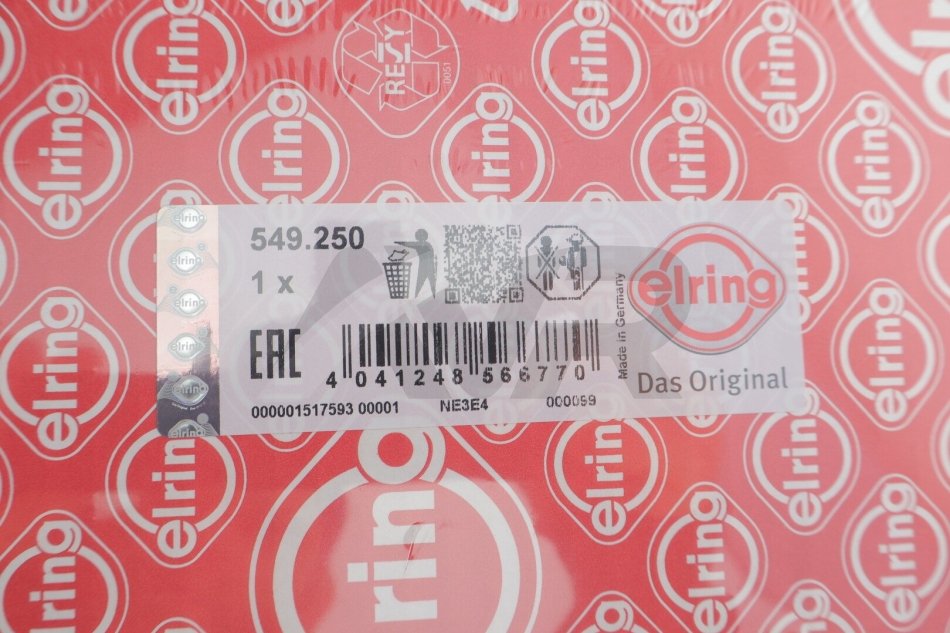 RESY
elring
549.250
1 x
EAC
4 041248 566770
Made in Germany
elring
Das Original
000001517593 00001 NE3E4 000099
elring